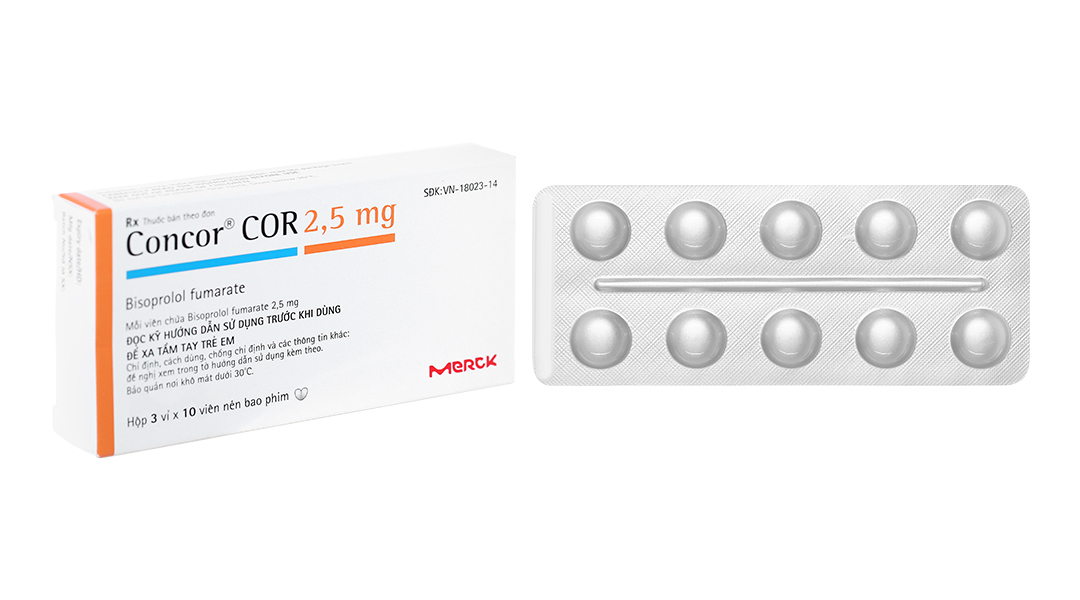 Rx Thuốc bán theo đơn
Concor® COR 2,5 mg
SĐK:VN-18023-14
Bisoprolol fumarate
Mỗi viên chứa Bisoprolol fumarate 2,5 mg
ĐỌC KỸ HƯỚNG DẪN SỬ DỤNG TRƯỚC KHI DÙNG
ĐỂ XA TẦM TAY TRẺ EM
Chỉ định, cách dùng, chống chỉ định và các thông tin khác:
đề nghị xem trong tờ hướng dẫn sử dụng kèm theo.
Bảo quản nơi khô mát dưới 30°C.
Hộp 3 vỉ x 10 viên nén bao phim
MERCK